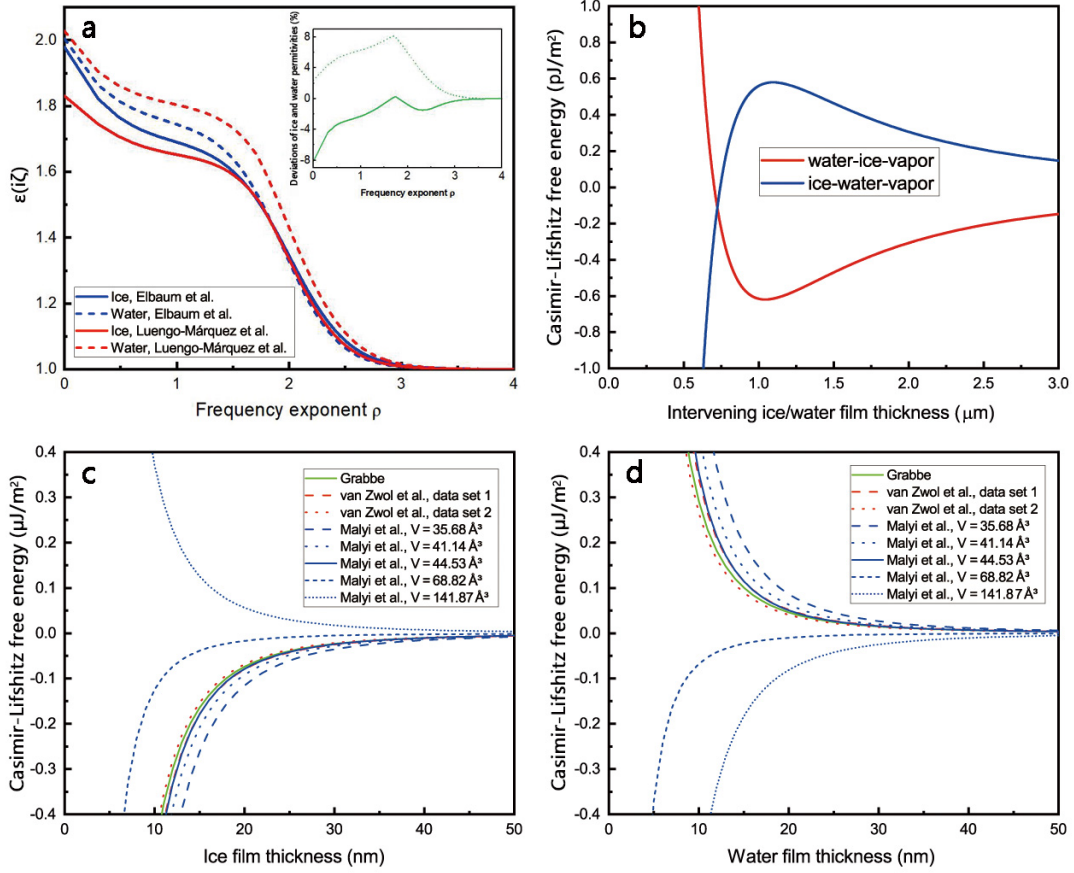 a
ε(iζ)
2.0
1.8
1.6
1.4
1.2
1.0
0
1
2
3
4
Frequency exponent ρ
Ice, Elbaum et al.
Water, Elbaum et al.
Ice, Luengo-Márquez et al.
Water, Luengo-Márquez et al.
Deviations of ice and water permitivities (%)
8
4
0
-4
-8
0
1
2
3
4
Frequency exponent ρ
b
Casimir-Lifshitz free energy (pJ/m²)
1.0
0.8
0.6
0.4
0.2
0.0
-0.2
-0.4
-0.6
-0.8
-1.0
0.0
0.5
1.0
1.5
2.0
2.5
3.0
Intervening ice/water film thickness (μm)
water-ice-vapor
ice-water-vapor
c
Casimir-Lifshitz free energy (μJ/m²)
0.4
0.3
0.2
0.1
0.0
-0.1
-0.2
-0.3
-0.4
0
10
20
30
40
50
Ice film thickness (nm)
Grabbe
van Zwol et al., data set 1
van Zwol et al., data set 2
Malyi et al., V = 35.68 Å³
Malyi et al., V = 41.14 Å³
Malyi et al., V = 44.53 Å³
Malyi et al., V = 68.82 Å³
Malyi et al., V = 141.87 Å³
d
Casimir-Lifshitz free energy (μJ/m²)
0.4
0.3
0.2
0.1
0.0
-0.1
-0.2
-0.3
-0.4
0
10
20
30
40
50
Water film thickness (nm)
Grabbe
van Zwol et al., data set 1
van Zwol et al., data set 2
Malyi et al., V = 35.68 Å³
Malyi et al., V = 41.14 Å³
Malyi et al., V = 44.53 Å³
Malyi et al., V = 68.82 Å³
Malyi et al., V = 141.87 Å³